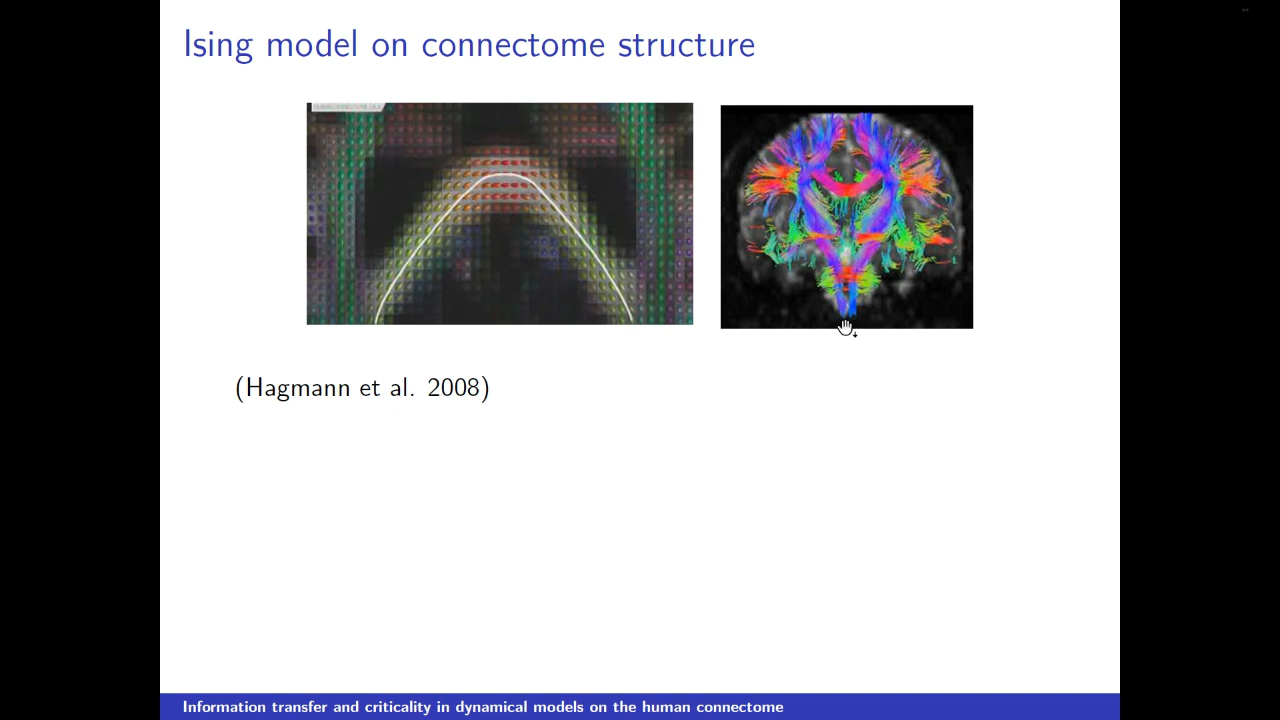 Ising model on connectome structure
(Hagmann et al. 2008)
Information transfer and criticality in dynamical models on the human connectome